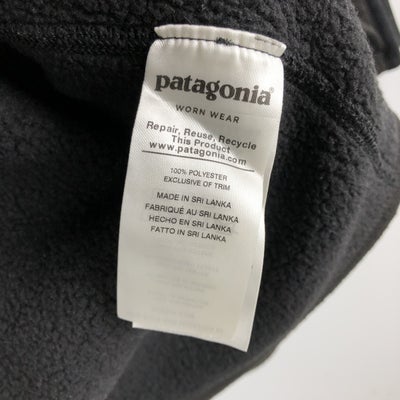 patagonia®
WORN WEAR
Repair, Reuse, Recycle
This Product
www.patagonia.com
100% POLYESTER
EXCLUSIVE OF TRIM
MADE IN SRI LANKA
FABRIQUÉ AU SRI LANKA
HECHO EN SRI LANKA
FATTO IN SRI LANKA